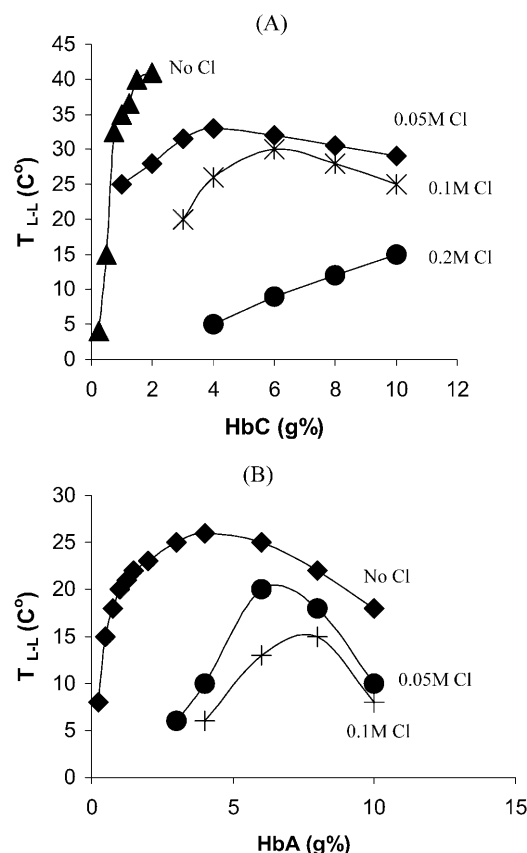 (A)
No Cl
0.05M Cl
0.1M Cl
0.2M Cl
T L-L (C°)
45
40
35
30
25
20
15
10
5
0
0 2 4 6 8 10 12
HbC (g%)
(B)
No Cl
0.05M Cl
0.1M Cl
T L-L (C°)
30
25
20
15
10
5
0
0 5 10 15
HbA (g%)